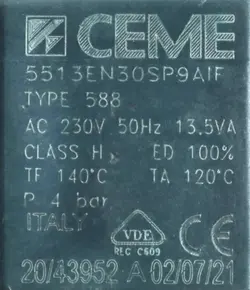 CEME
5513EN30SP9AIF
TYPE 588
AC 230V 50Hz 13.5VA
CLASS H ED 100%
TF 140°C TA 120°C
P 4 bar
ITALY
VDE
REG C609
CE
20/43952 A 02/07/21